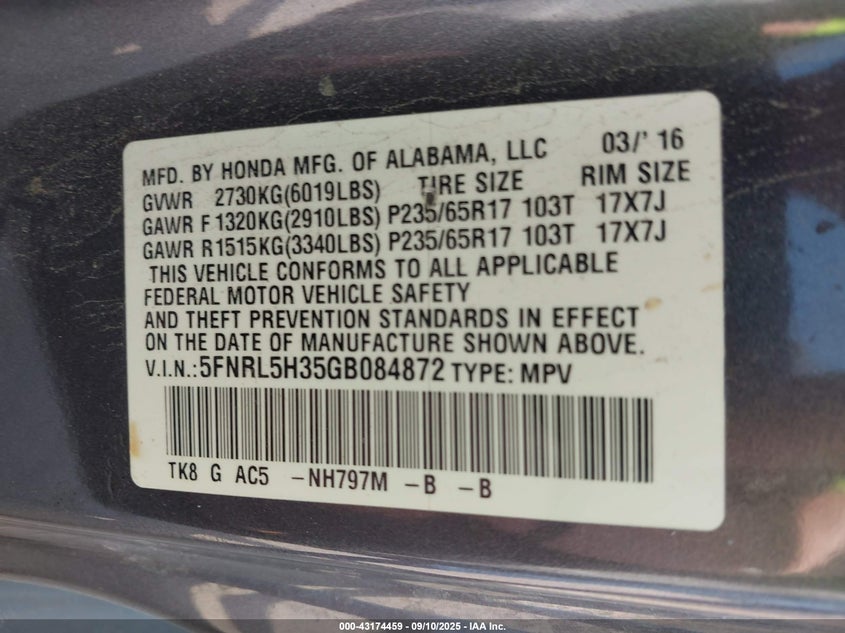 MFD. BY HONDA MFG. OF ALABAMA, LLC 03/' 16
GVWR 2730KG(6019LBS) TIRE SIZE RIM SIZE
GAWR F 1320KG(2910LBS) P235/65R17 103T 17X7J
GAWR R1515KG(3340LBS) P235/65R17 103T 17X7J
THIS VEHICLE CONFORMS TO ALL APPLICABLE
FEDERAL MOTOR VEHICLE SAFETY
AND THEFT PREVENTION STANDARDS IN EFFECT
ON THE DATE OF MANUFACTURE SHOWN ABOVE.
V.I.N.:5FNRL5H35GB084872 TYPE: MPV
TK8 G AC5 -NH797M -B -B
000-43174459 - 09/10/2025 - IAA Inc.